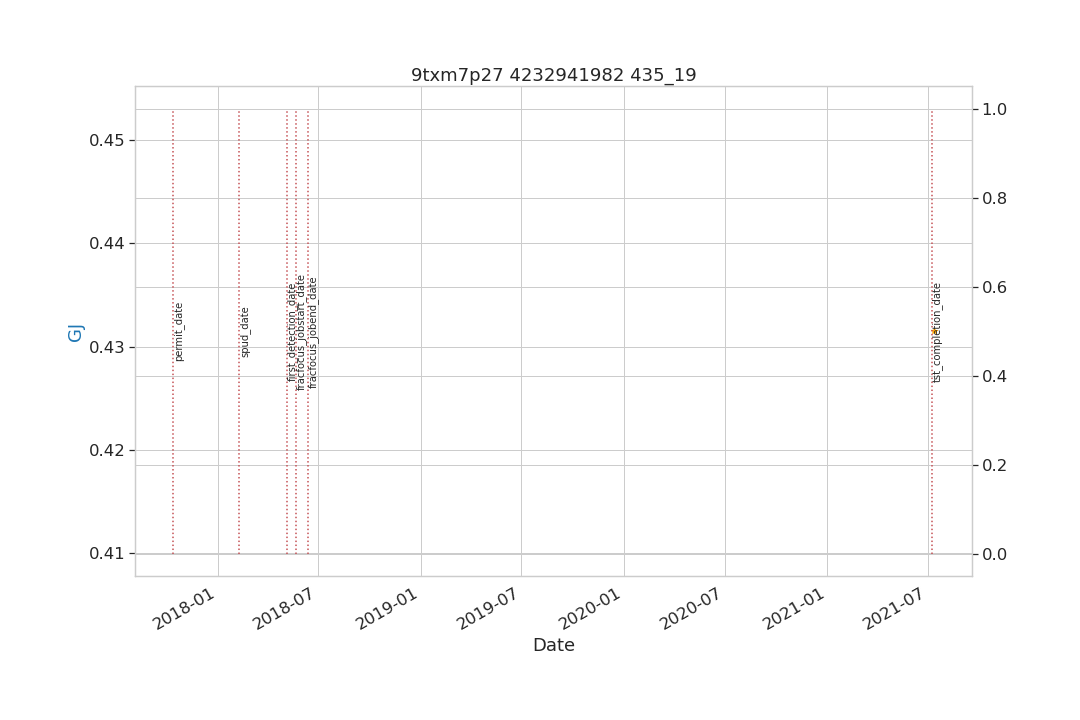 9txm7p27 4232941982 435_19
GJ
0.45
0.44
0.43
0.42
0.41
1.0
0.8
0.6
0.4
0.2
0.0
permit_date
spud_date
first_detection_date
fracfocus_jobstart_date
fracfocus_jobend_date
tst_completion_date
2018-01
2018-07
2019-01
2019-07
2020-01
2020-07
2021-01
2021-07
Date